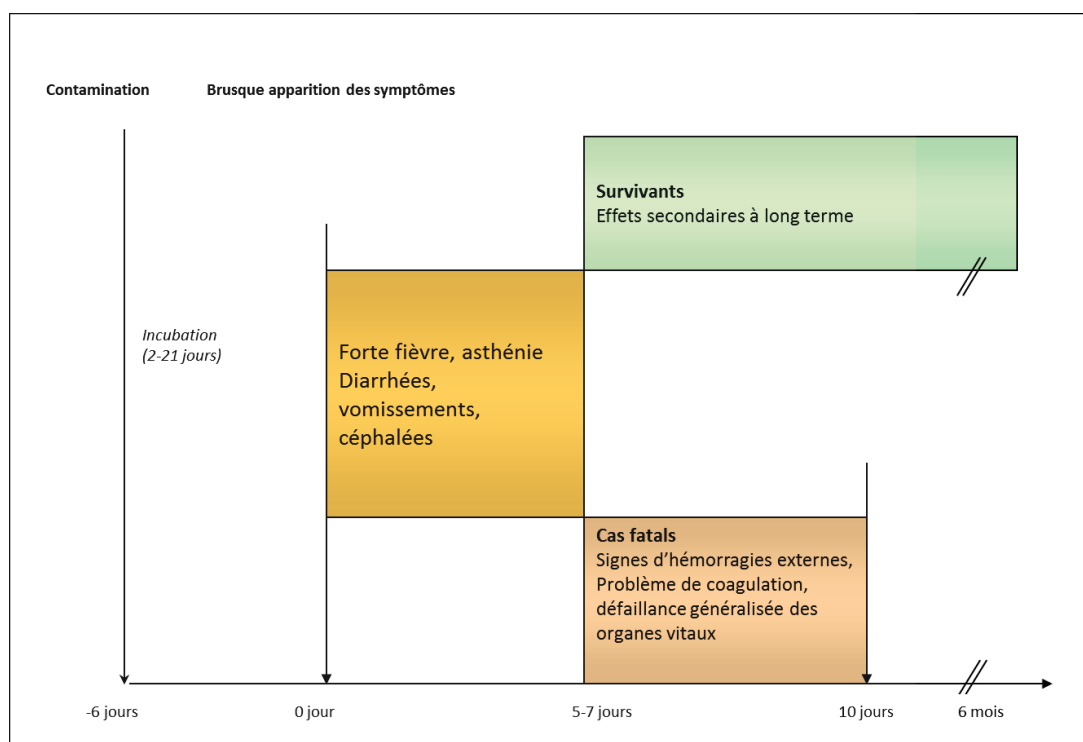 Contamination
Brusque apparition des symptômes
Survivants
Effets secondaires à long terme
Incubation
(2-21 jours)
Forte fièvre, asthénie
Diarrhées,
vomissements,
céphalées
Cas fatals
Signes d’hémorragies externes,
Problème de coagulation,
défaillance généralisée des
organes vitaux
-6 jours
0 jour
5-7 jours
10 jours
6 mois